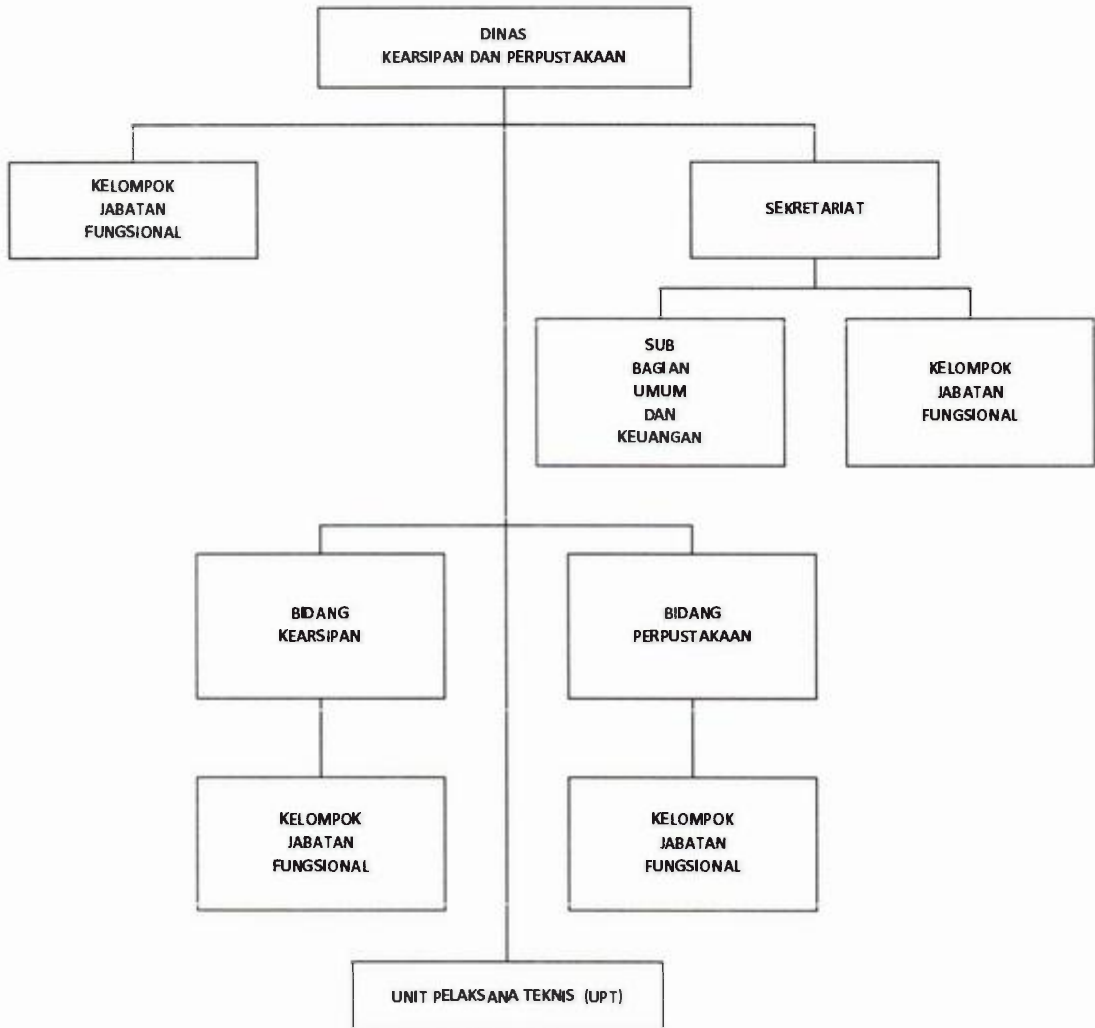 DINAS
KEARSIPAN DAN PERPUSTAKAAN
KELOMPOK
JABATAN
FUNGSIONAL
SEKRETARIAT
SUB
BAGIAN
UMUM
DAN
KEUANGAN
KELOMPOK
JABATAN
FUNGSIONAL
BIDANG
KEARSIPAN
BIDANG
PERPUSTAKAAN
KELOMPOK
JABATAN
FUNGSIONAL
KELOMPOK
JABATAN
FUNGSIONAL
UNIT PELAKSANA TEKNIS (UPT)